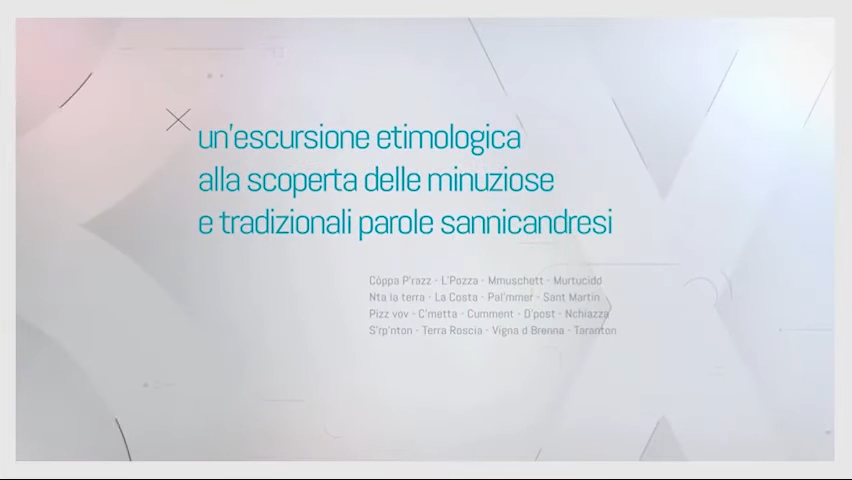 un'escursione etimologica
alla scoperta delle minuziose
e tradizionali parole sannicandresi
Còppa P'razz - L'Pozza - Mmuschett - Murtucidd
Nta la terra - La Costa - Pal'mmer - Sant Martin
Pizz vov - C'metta - Cumment - D'post - Nchiazza
S'rp'nton - Terra Roscia - Vigna d Brenna - Taranton